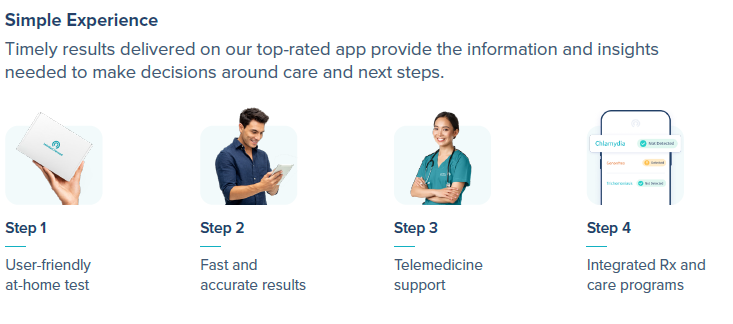 Simple Experience
Timely results delivered on our top-rated app provide the information and insights
needed to make decisions around care and next steps.
Chlamydia Not Detected
Gonorrhea Detected
Trichomoniasis Not Detected
Step 1
Step 2
Step 3
Step 4
User-friendly
at-home test
Fast and
accurate results
Telemedicine
support
Integrated Rx and
care programs